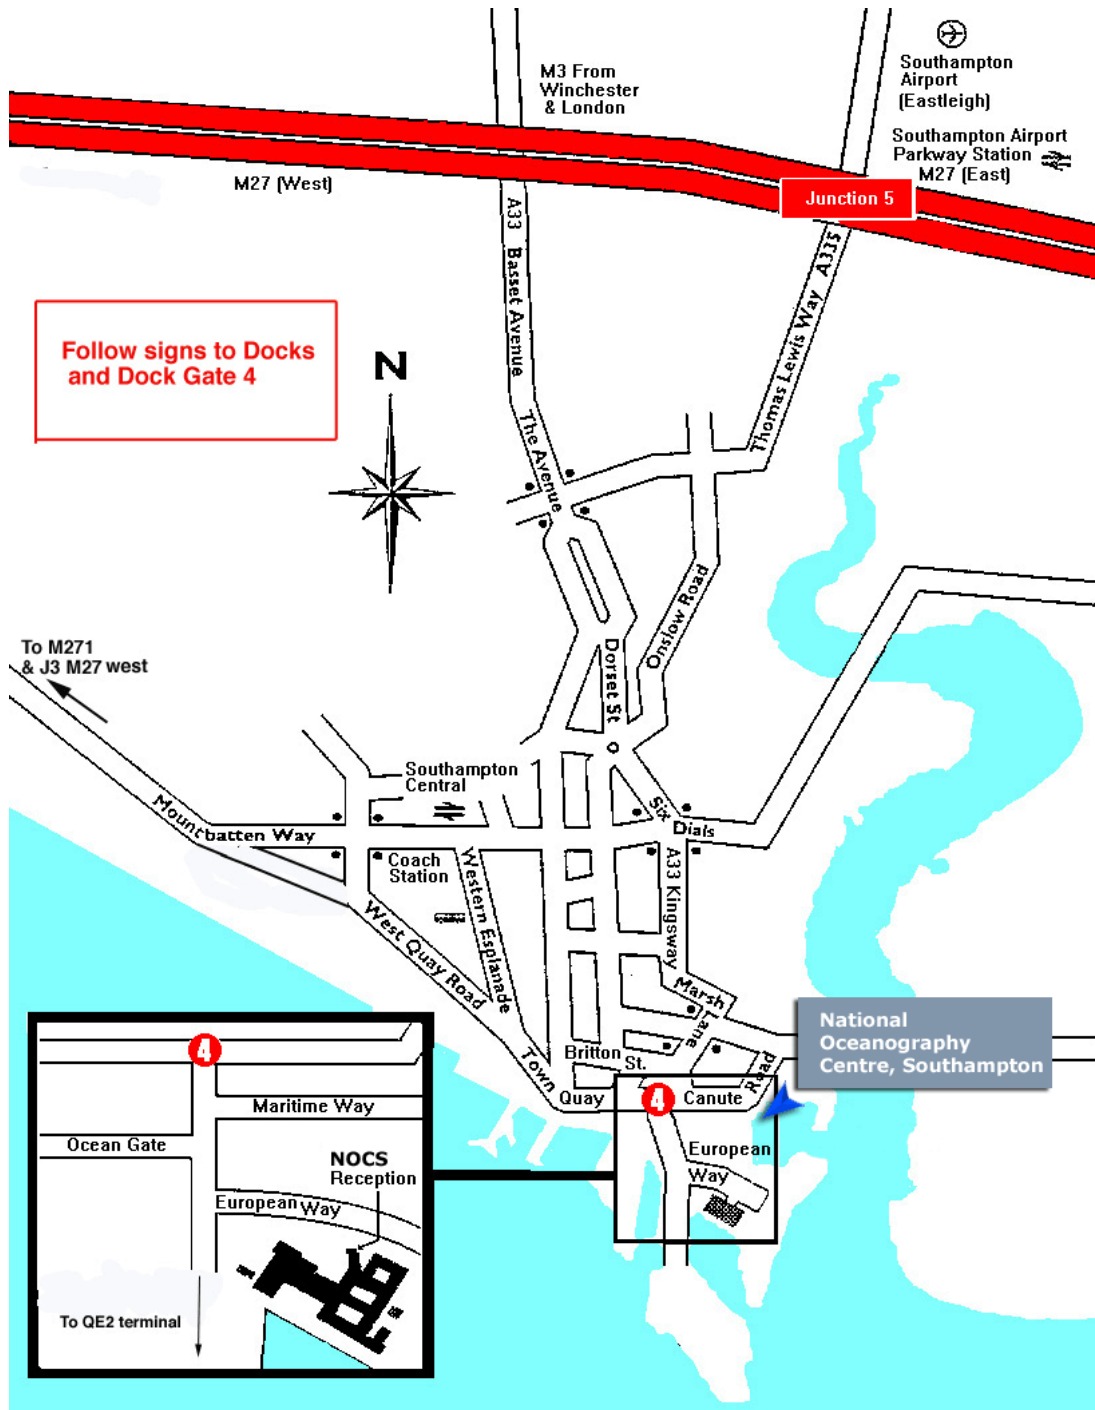 M3 From
Winchester
& London
Southampton
Airport
(Eastleigh)
Southampton Airport
Parkway Station
M27 (East)
M27 (West)
Junction 5
A33 Basset Avenue
Thomas Lewis Way A335
Follow signs to Docks
and Dock Gate 4
N
The Avenue
Onslow Road
Dorset St
To M271
& J3 M27 west
Southampton
Central
Mountbatten Way
Six Dials
Coach
Station
Western Esplanade
A33 Kingsway
West Quay Road
Marsh Lane
National
Oceanography
Centre, Southampton
Britton
St.
Town Quay
4
Canute Road
European
Way
4
Maritime Way
Ocean Gate
NOCS
Reception
European Way
To QE2 terminal